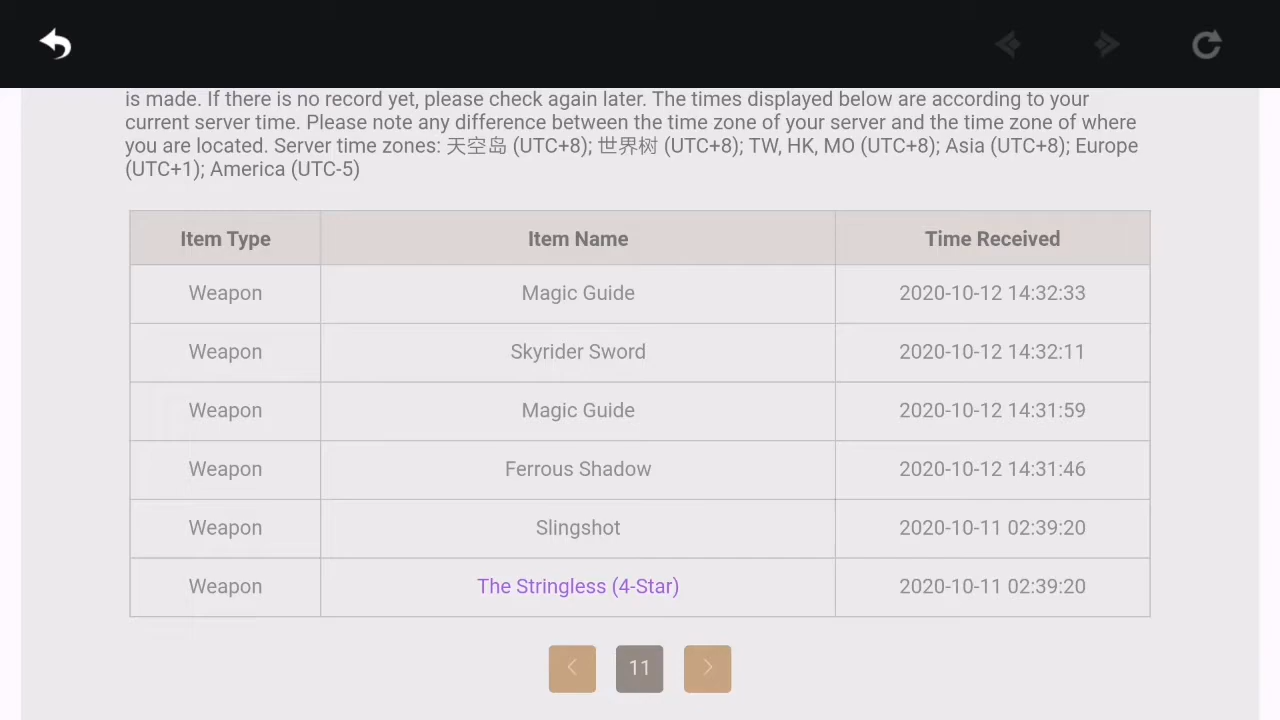 is made. If there is no record yet, please check again later. The times displayed below are according to your
current server time. Please note any difference between the time zone of your server and the time zone of where
you are located. Server time zones: 天空岛 (UTC+8); 世界树 (UTC+8); TW, HK, MO (UTC+8); Asia (UTC+8); Europe
(UTC+1); America (UTC-5)
Item Type Item Name Time Received
Weapon Magic Guide 2020-10-12 14:32:33
Weapon Skyrider Sword 2020-10-12 14:32:11
Weapon Magic Guide 2020-10-12 14:31:59
Weapon Ferrous Shadow 2020-10-12 14:31:46
Weapon Slingshot 2020-10-11 02:39:20
Weapon The Stringless (4-Star) 2020-10-11 02:39:20
11